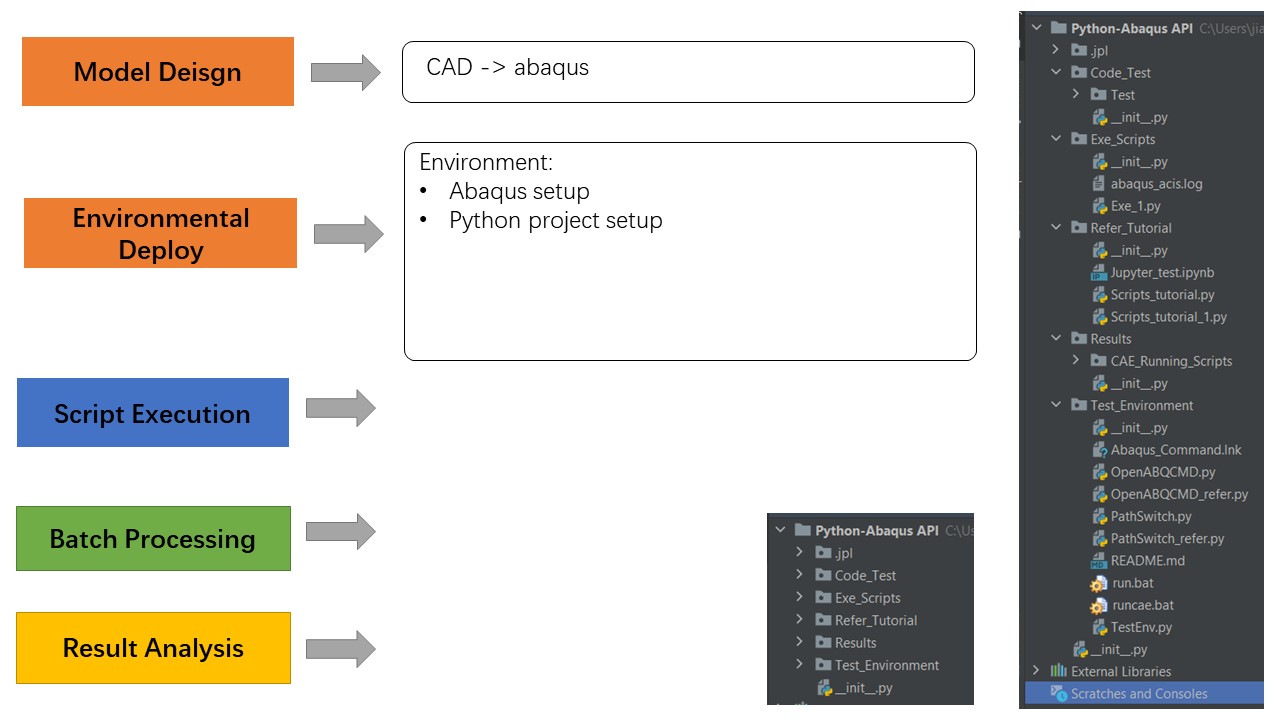 Model Deisgn
CAD -> abaqus
Environmental
Deploy
Environment:
• Abaqus setup
• Python project setup
Script Execution
Batch Processing
Result Analysis
Python-Abaqus API C:\Us
.jpl
Code_Test
Exe_Scripts
Refer_Tutorial
Results
Test_Environment
__init__.py
Python-Abaqus API C:\Users\jia
.jpl
Code_Test
Test
__init__.py
Exe_Scripts
__init__.py
abaqus_acis.log
Exe_1.py
Refer_Tutorial
__init__.py
Jupyter_test.ipynb
Scripts_tutorial.py
Scripts_tutorial_1.py
Results
CAE_Running_Scripts
__init__.py
Test_Environment
__init__.py
Abaqus_Command.lnk
OpenABQCMD.py
OpenABQCMD_refer.py
PathSwitch.py
PathSwitch_refer.py
README.md
run.bat
runcae.bat
TestEnv.py
__init__.py
External Libraries
Scratches and Consoles